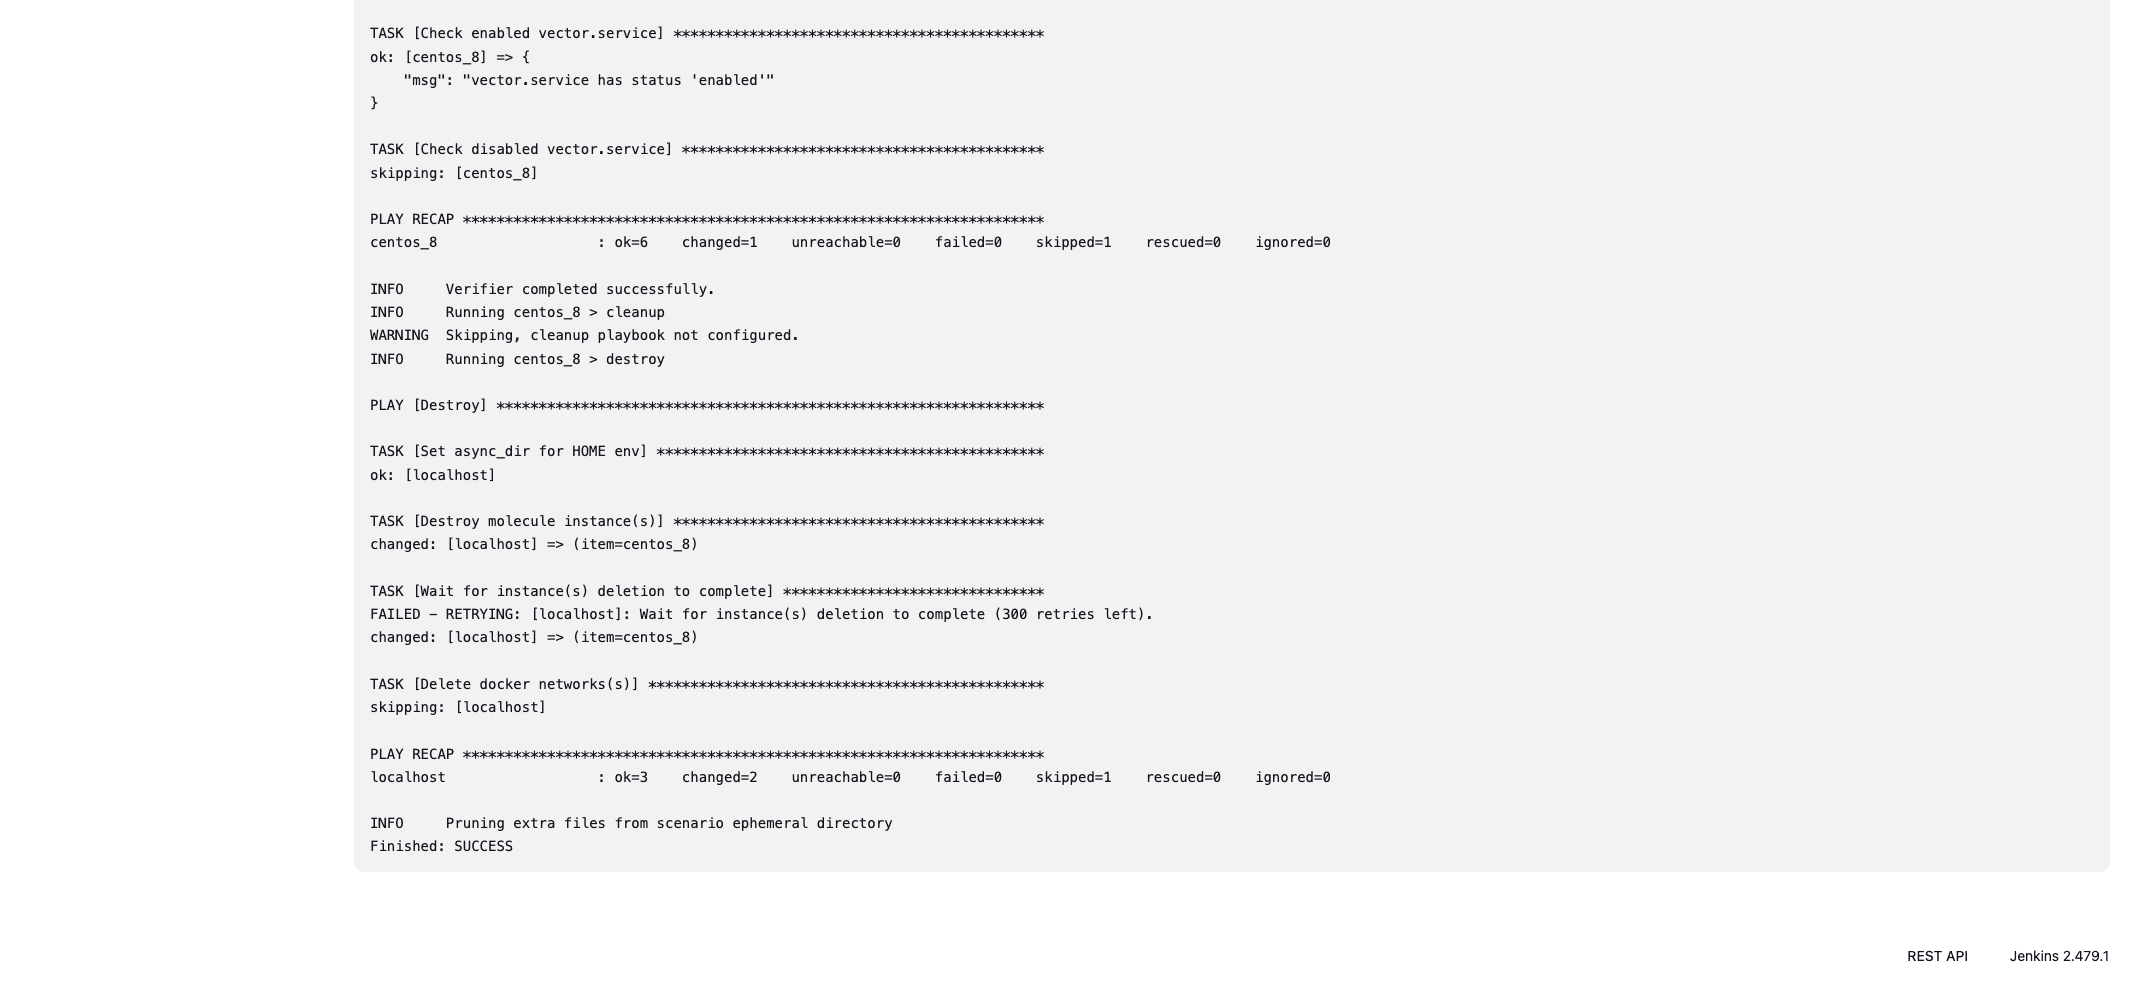 TASK [Check enabled vector.service] ********************************************
ok: [centos_8] => {
    "msg": "vector.service has status 'enabled'"
}

TASK [Check disabled vector.service] *******************************************
skipping: [centos_8]

PLAY RECAP *********************************************************************
centos_8                   : ok=6    changed=1    unreachable=0    failed=0    skipped=1    rescued=0    ignored=0

INFO     Verifier completed successfully.
INFO     Running centos_8 > cleanup
WARNING  Skipping, cleanup playbook not configured.
INFO     Running centos_8 > destroy

PLAY [Destroy] *****************************************************************

TASK [Set async_dir for HOME env] **********************************************
ok: [localhost]

TASK [Destroy molecule instance(s)] ********************************************
changed: [localhost] => (item=centos_8)

TASK [Wait for instance(s) deletion to complete] *******************************
FAILED - RETRYING: [localhost]: Wait for instance(s) deletion to complete (300 retries left).
changed: [localhost] => (item=centos_8)

TASK [Delete docker networks(s)] ***********************************************
skipping: [localhost]

PLAY RECAP *********************************************************************
localhost                  : ok=3    changed=2    unreachable=0    failed=0    skipped=1    rescued=0    ignored=0

INFO     Pruning extra files from scenario ephemeral directory
Finished: SUCCESS
REST API    Jenkins 2.479.1